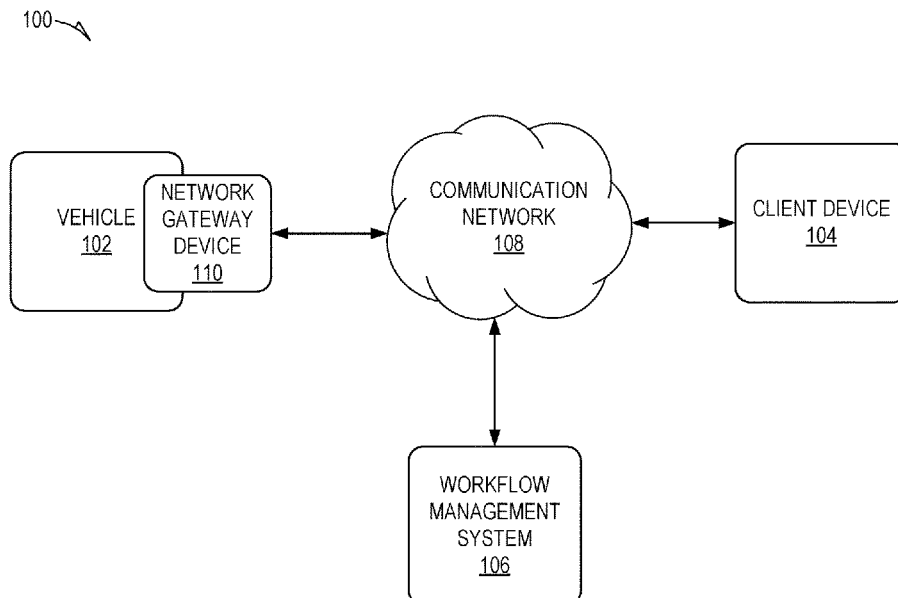 100
VEHICLE
102
NETWORK
GATEWAY
DEVICE
110
COMMUNICATION
NETWORK
108
CLIENT DEVICE
104
WORKFLOW
MANAGEMENT
SYSTEM
106